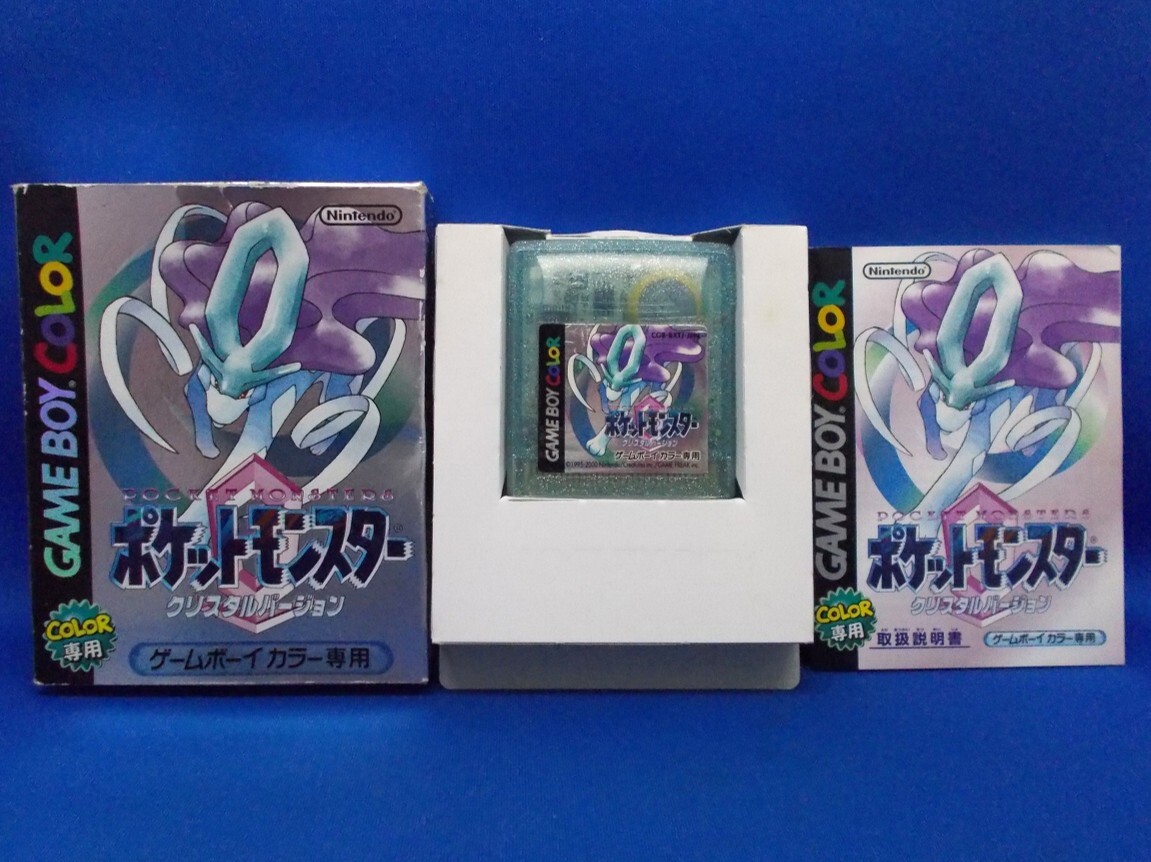 Nintendo
GAME BOY COLOR
POCKET MONSTERS
ポケットモンスター
クリスタルバージョン
COLOR
専用
ゲームボーイ カラー専用
GAME BOY COLOR
ポケットモンスター
クリスタルバージョン
ゲームボーイ カラー専用
Nintendo
GAME BOY COLOR
POCKET MONSTERS
ポケットモンスター
クリスタルバージョン
COLOR
専用
取扱説明書
ゲームボーイ カラー専用